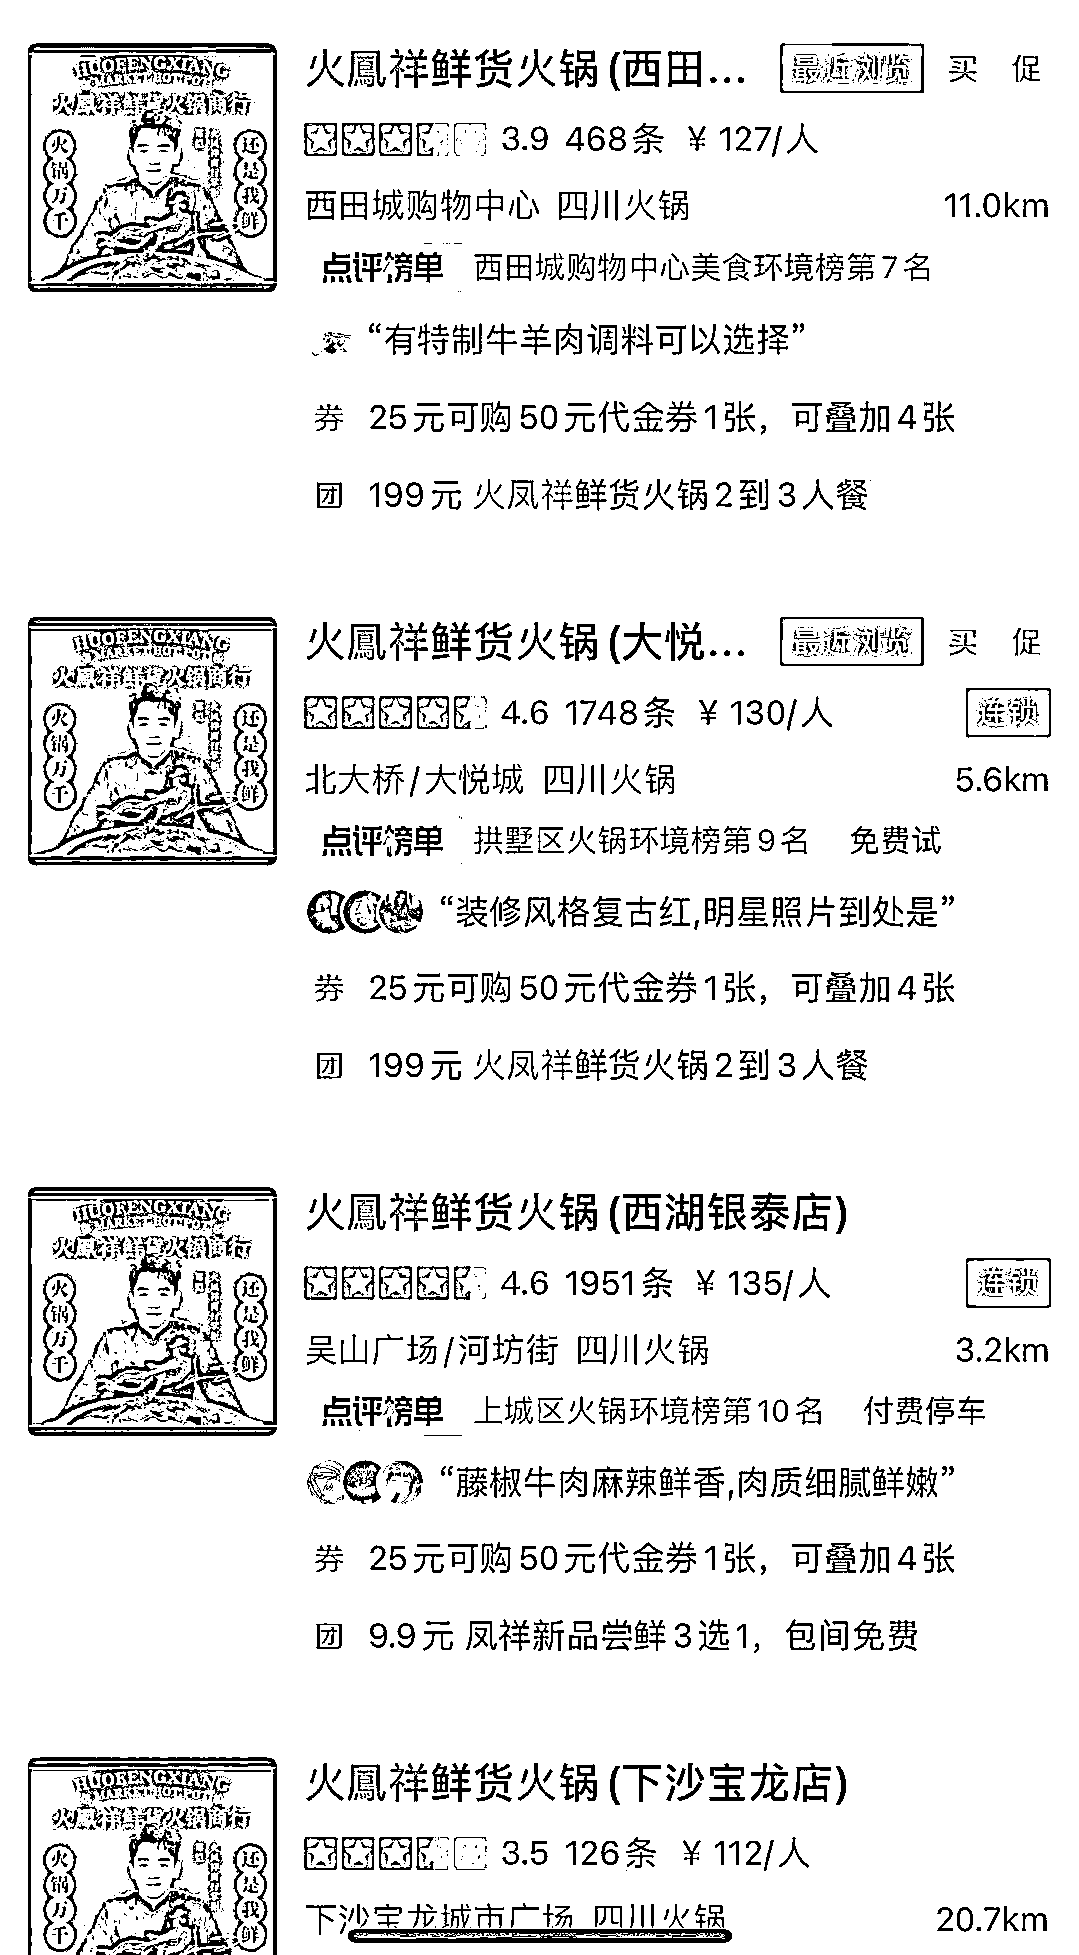 HUOFENGXIANG
MARKET HOTPOT
火鳳祥鲜货火锅商行
火锅万千
还是我鲜
火鳳祥鲜货火锅(西田... 最近浏览 买 促
3.9 468条 ¥127/人
西田城购物中心 四川火锅 11.0km
点评榜单 西田城购物中心美食环境榜第7名
“有特制牛羊肉调料可以选择”
券 25元可购50元代金券1张，可叠加4张
团 199元 火凤祥鲜货火锅2到3人餐
HUOFENGXIANG
MARKET HOTPOT
火鳳祥鲜货火锅商行
火锅万千
还是我鲜
火鳳祥鲜货火锅(大悦... 最近浏览 买 促
4.6 1748条 ¥130/人 连锁
北大桥/大悦城 四川火锅 5.6km
点评榜单 拱墅区火锅环境榜第9名 免费试
“装修风格复古红,明星照片到处是”
券 25元可购50元代金券1张，可叠加4张
团 199元 火凤祥鲜货火锅2到3人餐
HUOFENGXIANG
MARKET HOTPOT
火鳳祥鲜货火锅商行
火锅万千
还是我鲜
火鳳祥鲜货火锅(西湖银泰店)
4.6 1951条 ¥135/人 连锁
吴山广场/河坊街 四川火锅 3.2km
点评榜单 上城区火锅环境榜第10名 付费停车
“藤椒牛肉麻辣鲜香,肉质细腻鲜嫩”
券 25元可购50元代金券1张，可叠加4张
团 9.9元 凤祥新品尝鲜3选1，包间免费
HUOFENGXIANG
MARKET HOTPOT
火鳳祥鲜货火锅商行
火锅万
还是我鲜
火鳳祥鲜货火锅(下沙宝龙店)
3.5 126条 ¥112/人
下沙宝龙城市广场 四川火锅 20.7km